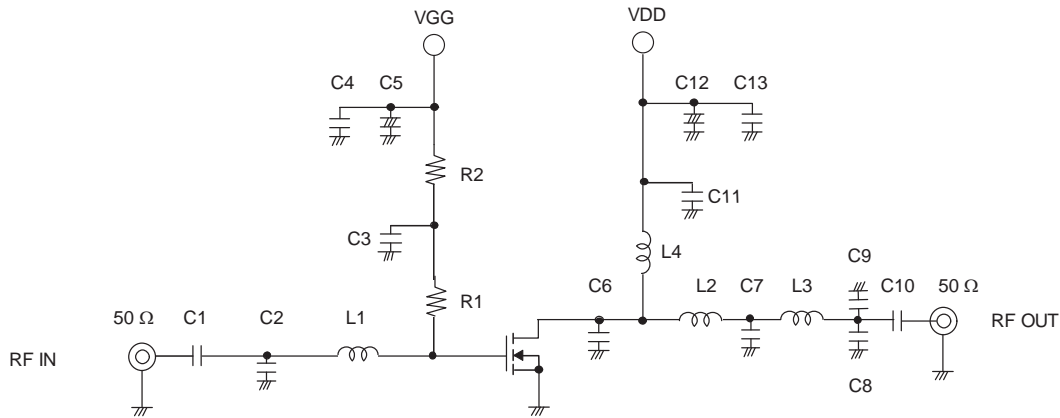 VGG
VDD
C4
C5
C12
C13
R2
C11
C3
L4
R1
C6
L2
C7
L3
C9
C10
50 Ω
50 Ω
C1
C2
L1
RF OUT
RF IN
C8